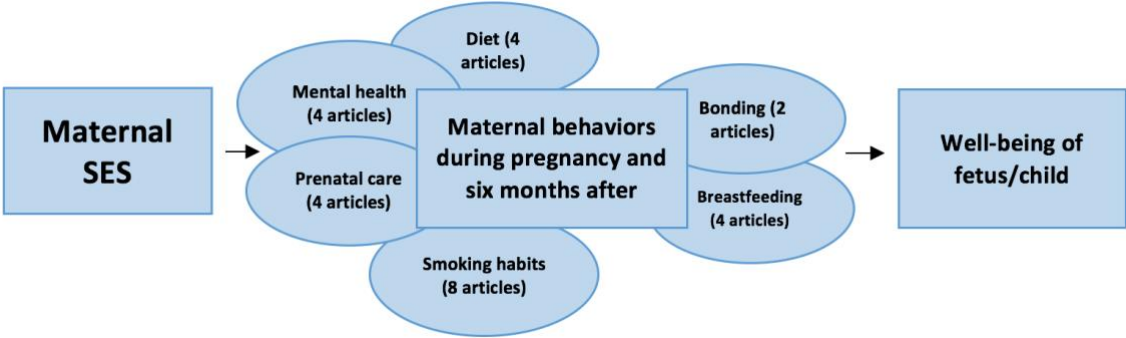 Maternal
SES
Diet (4
articles)
Mental health
(4 articles)
Prenatal care
(4 articles)
Maternal behaviors
during pregnancy and
six months after
Smoking habits
(8 articles)
Bonding (2
articles)
Breastfeeding
(4 articles)
Well-being of
fetus/child